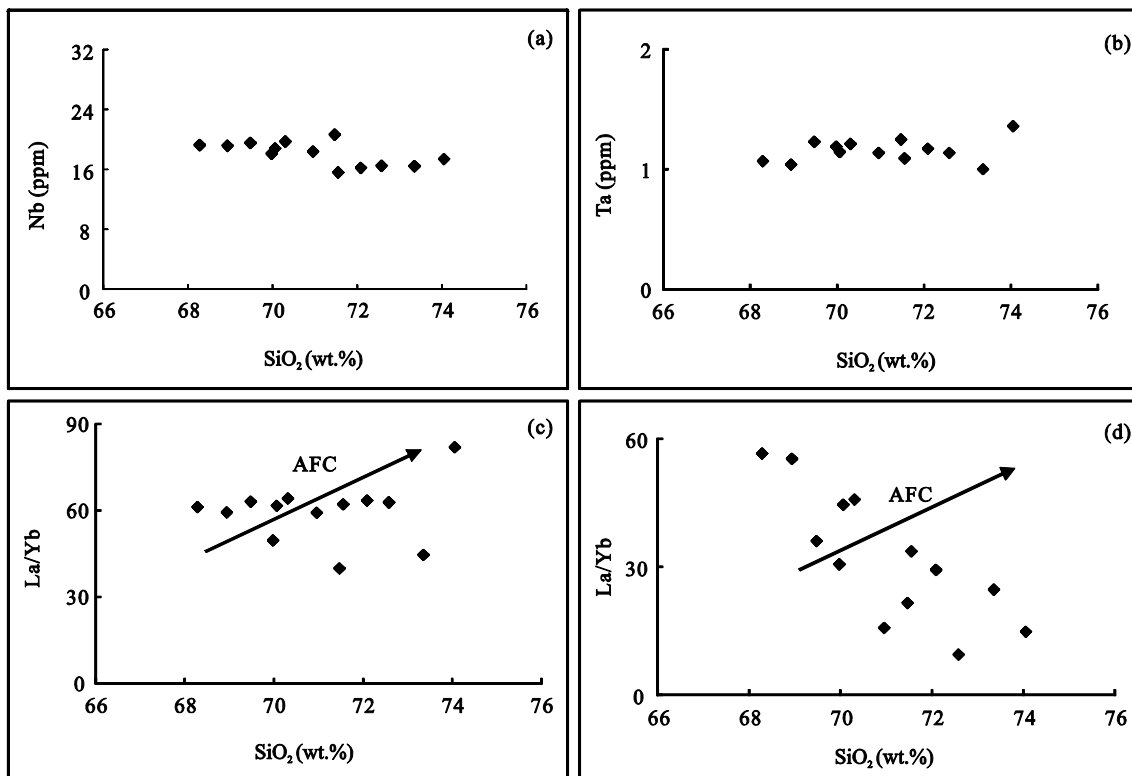 (a)
32
24
16
8
0
Nb (ppm)
66 68 70 72 74 76
SiO₂ (wt.%)
(b)
2
1
0
Ta (ppm)
66 68 70 72 74 76
SiO₂ (wt.%)
(c)
90
60
30
0
La/Yb
AFC
66 68 70 72 74 76
SiO₂ (wt.%)
(d)
60
30
0
La/Yb
AFC
66 68 70 72 74 76
SiO₂ (wt.%)